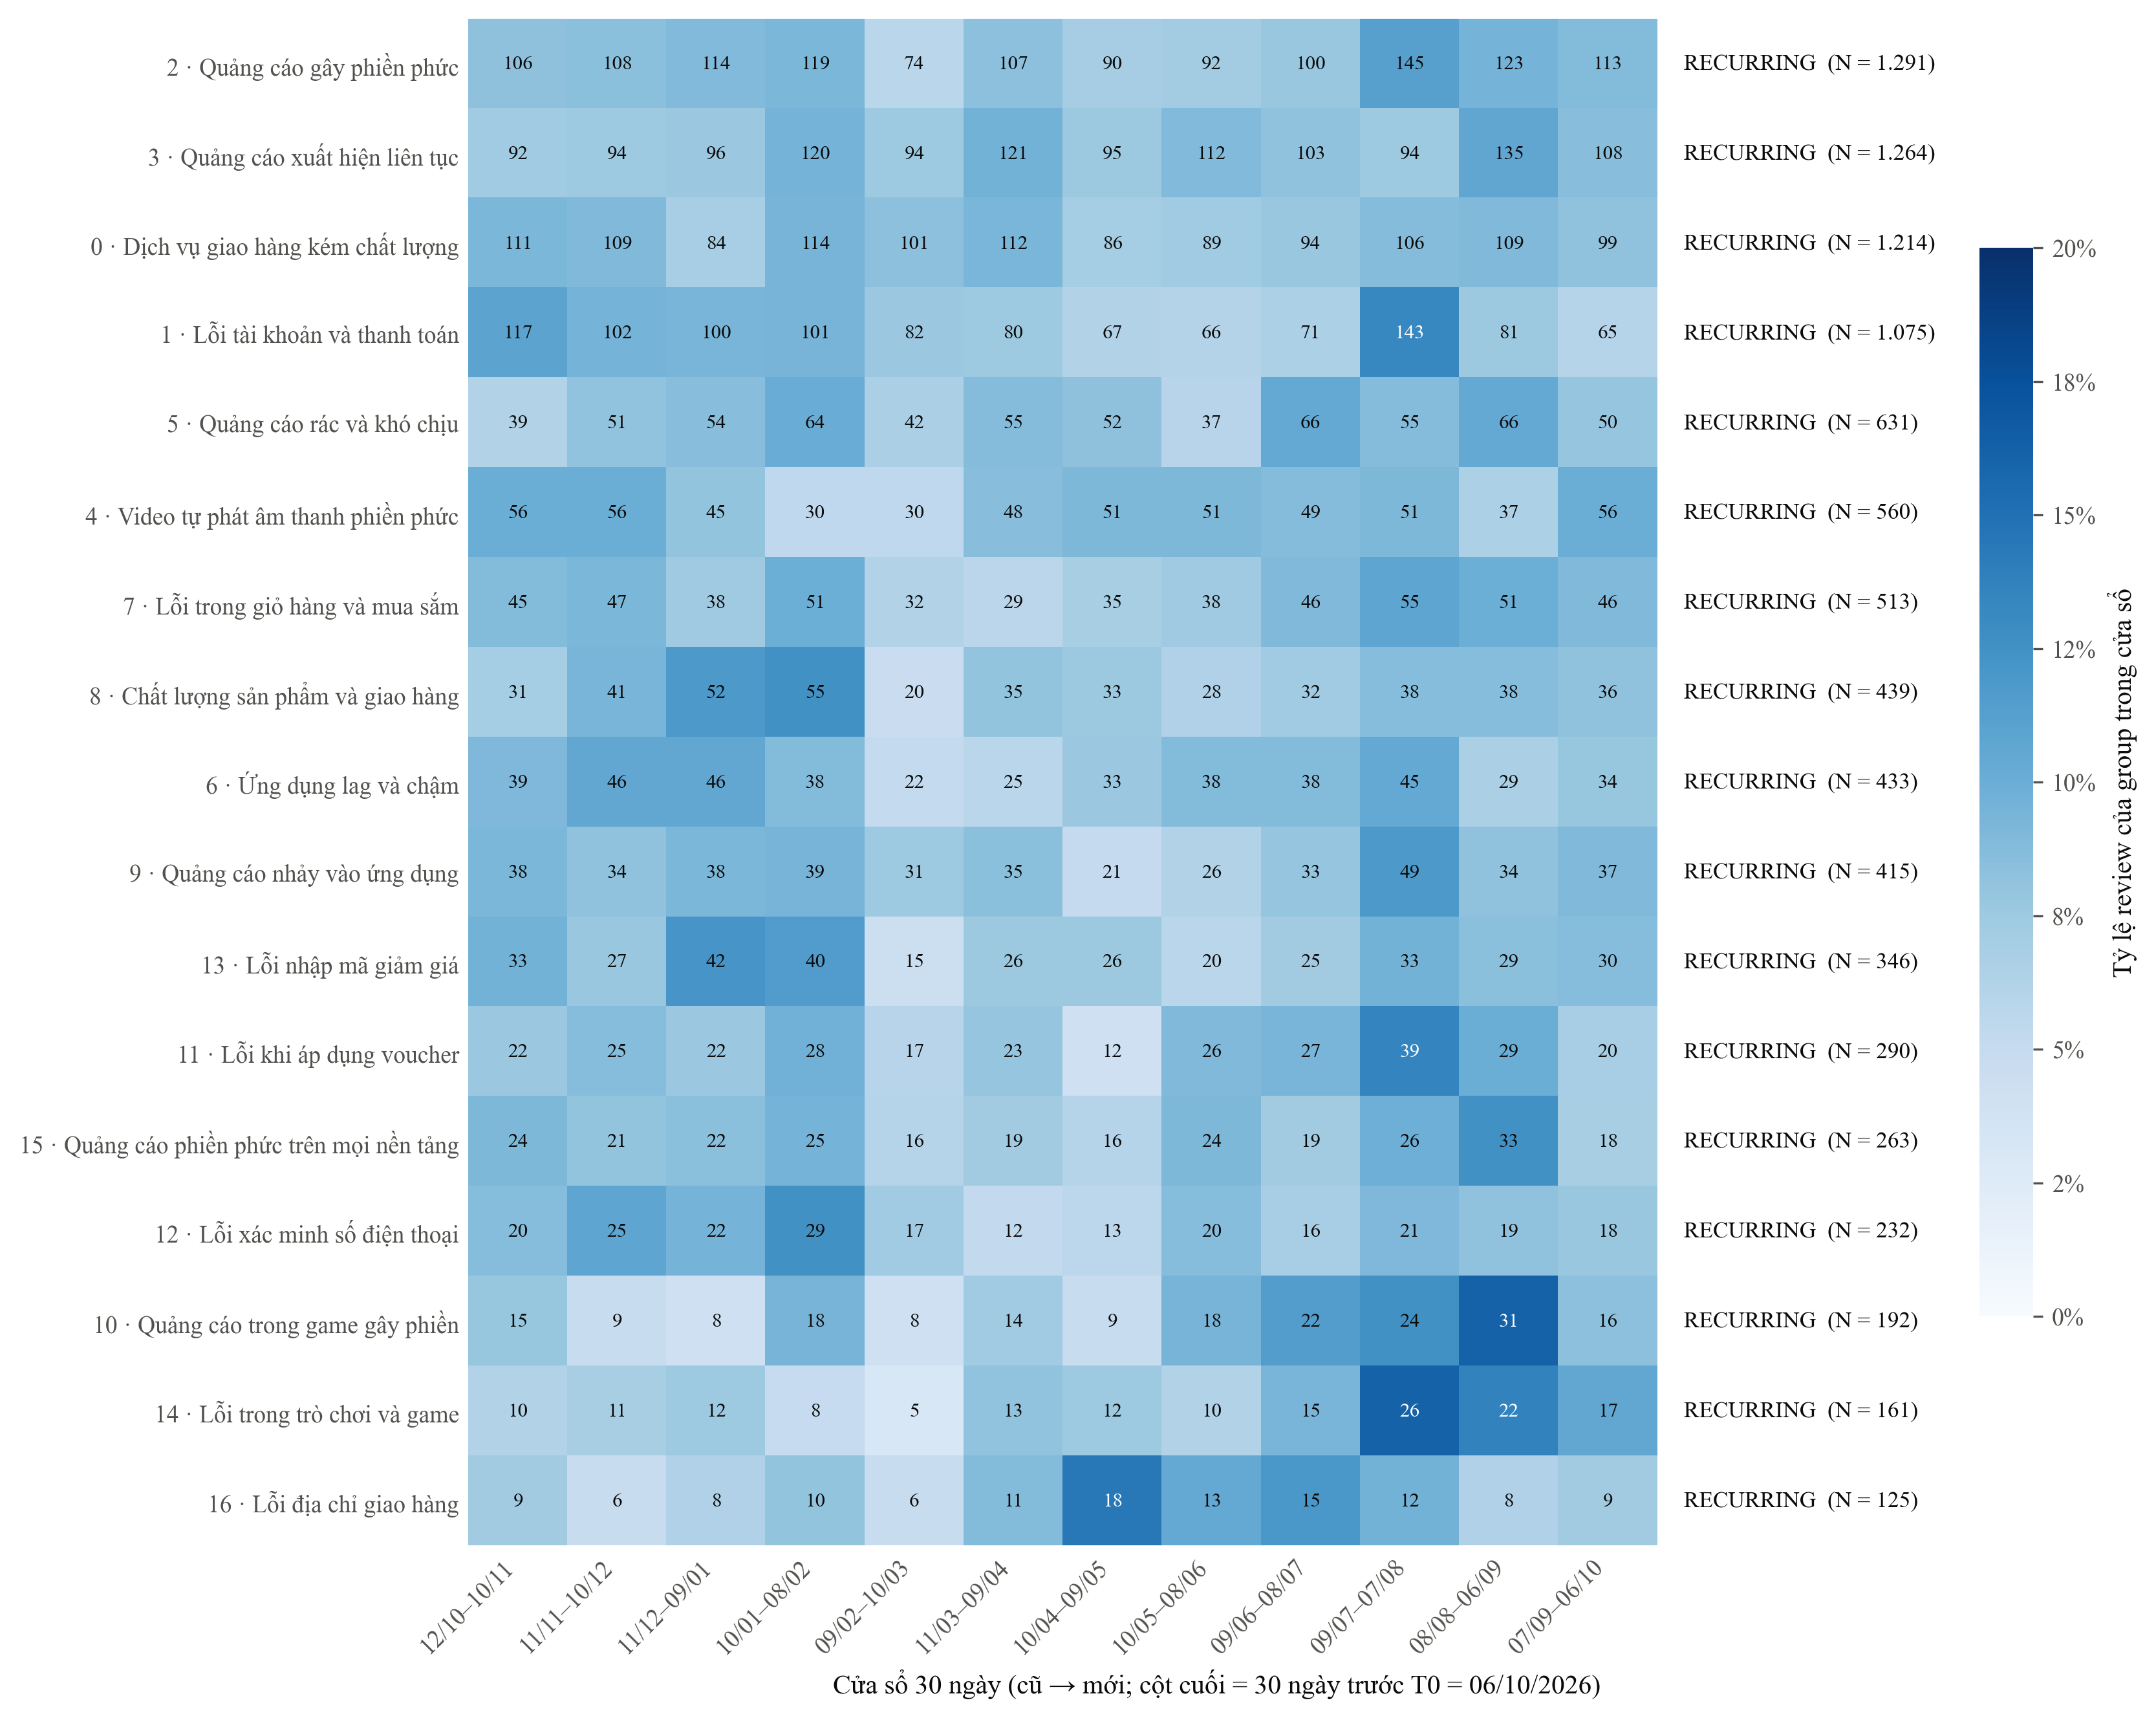 2 · Quảng cáo gây phiền phức 106 108 114 119 74 107 90 92 100 145 123 113 RECURRING (N = 1.291)
3 · Quảng cáo xuất hiện liên tục 92 94 96 120 94 121 95 112 103 94 135 108 RECURRING (N = 1.264)
0 · Dịch vụ giao hàng kém chất lượng 111 109 84 114 101 112 86 89 94 106 109 99 RECURRING (N = 1.214)
1 · Lỗi tài khoản và thanh toán 117 102 100 101 82 80 67 66 71 143 81 65 RECURRING (N = 1.075)
5 · Quảng cáo rác và khó chịu 39 51 54 64 42 55 52 37 66 55 66 50 RECURRING (N = 631)
4 · Video tự phát âm thanh phiền phức 56 56 45 30 30 48 51 51 49 51 37 56 RECURRING (N = 560)
7 · Lỗi trong giỏ hàng và mua sắm 45 47 38 51 32 29 35 38 46 55 51 46 RECURRING (N = 513)
8 · Chất lượng sản phẩm và giao hàng 31 41 52 55 20 35 33 28 32 38 38 36 RECURRING (N = 439)
6 · Ứng dụng lag và chậm 39 46 46 38 22 25 33 38 38 45 29 34 RECURRING (N = 433)
9 · Quảng cáo nhảy vào ứng dụng 38 34 38 39 31 35 21 26 33 49 34 37 RECURRING (N = 415)
13 · Lỗi nhập mã giảm giá 33 27 42 40 15 26 26 20 25 33 29 30 RECURRING (N = 346)
11 · Lỗi khi áp dụng voucher 22 25 22 28 17 23 12 26 27 39 29 20 RECURRING (N = 290)
15 · Quảng cáo phiền phức trên mọi nền tảng 24 21 22 25 16 19 16 24 19 26 33 18 RECURRING (N = 263)
12 · Lỗi xác minh số điện thoại 20 25 22 29 17 12 13 20 16 21 19 18 RECURRING (N = 232)
10 · Quảng cáo trong game gây phiền 15 9 8 18 8 14 9 18 22 24 31 16 RECURRING (N = 192)
14 · Lỗi trong trò chơi và game 10 11 12 8 5 13 12 10 15 26 22 17 RECURRING (N = 161)
16 · Lỗi địa chỉ giao hàng 9 6 8 10 6 11 18 13 15 12 8 9 RECURRING (N = 125)
12/10–10/11 11/11–10/12 11/12–09/01 10/01–08/02 09/02–10/03 11/03–09/04 10/04–09/05 10/05–08/06 09/06–08/07 09/07–07/08 08/08–06/09 07/09–06/10
Cửa sổ 30 ngày (cũ → mới; cột cuối = 30 ngày trước T0 = 06/10/2026)
20%
18%
15%
12%
10%
8%
5%
2%
0%
Tỷ lệ review của group trong cửa sổ